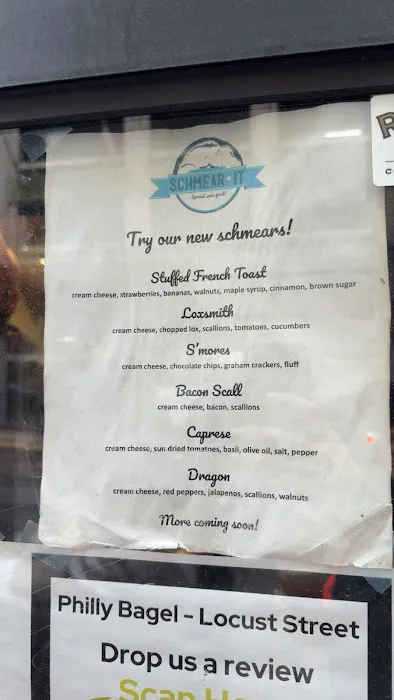 SCHMEAR·IT
Try our new schmears!
Stuffed French Toast
cream cheese, strawberries, bananas, walnuts, maple syrup, cinnamon, brown sugar
Loxsmith
cream cheese, chopped lox, scallions, tomatoes, cucumbers
S'mores
cream cheese, chocolate chips, graham crackers, fluff
Bacon Scall
cream cheese, bacon, scallions
Caprese
cream cheese, sun dried tomatoes, basil, olive oil, salt, pepper
Dragon
cream cheese, red peppers, jalapenos, scallions, walnuts
More coming soon!
Philly Bagel - Locust Street
Drop us a review
Scan